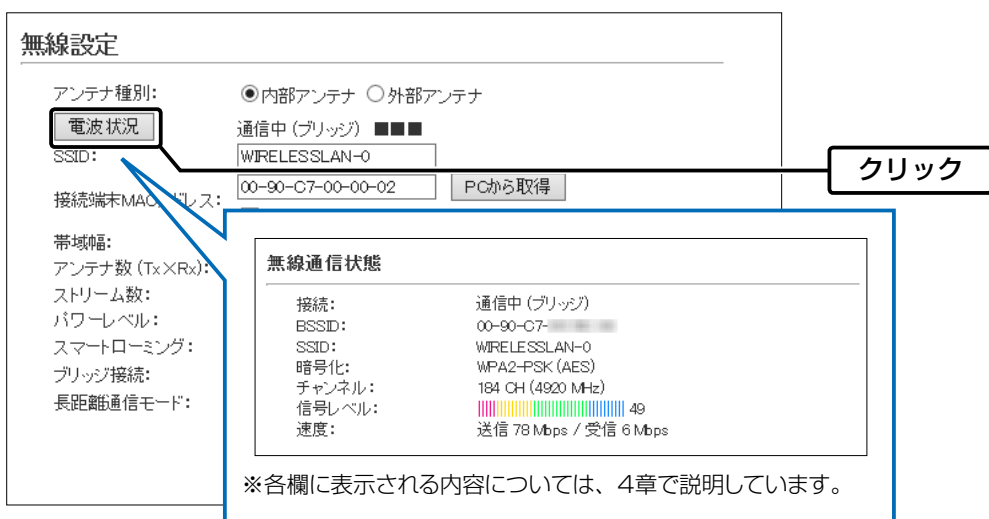 無線設定
アンテナ種別: ◉内部アンテナ ○外部アンテナ
電波状況 通信中 (ブリッジ) ■■■
SSID: WIRELESSLAN-0
クリック
接続端末MACアドレス: 00-90-C7-00-00-02 PCから取得
帯域幅:
アンテナ数 (Tx×Rx):
ストリーム数:
パワーレベル:
スマートローミング:
ブリッジ接続:
長距離通信モード:
無線通信状態
接続: 通信中 (ブリッジ)
BSSID: 00-90-C7-
SSID: WIRELESSLAN-0
暗号化: WPA2-PSK (AES)
チャンネル: 184 CH (4920 MHz)
信号レベル: 49
速度: 送信 78 Mbps / 受信 6 Mbps
※各欄に表示される内容については、4章で説明しています。